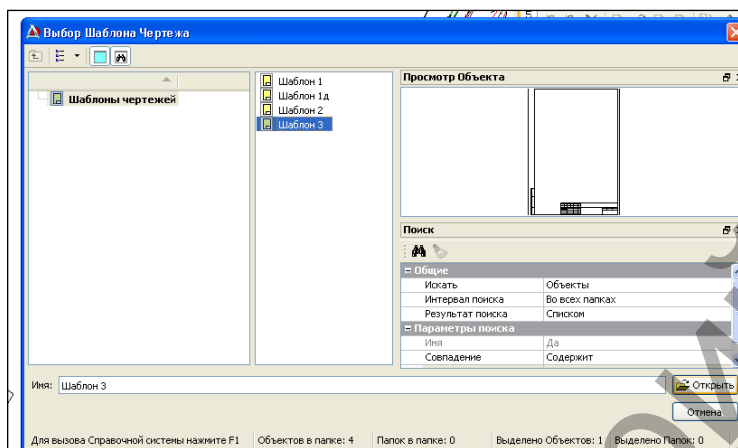 Выбор Шаблона Чертежа
Шаблоны чертежей
Шаблон 1
Шаблон 1д
Шаблон 2
Шаблон 3
Просмотр Объекта
Поиск
Общие
Искать Объекты
Интервал поиска Во всех папках
Результат поиска Списком
Параметры поиска
Имя Да
Совпадение Содержит
Имя: Шаблон 3
Открыть
Отмена
Для вызова Справочной системы нажмите F1 Объектов в папке: 4 Папок в папке: 0 Выделено Объектов: 1 Выделено Папок: 0